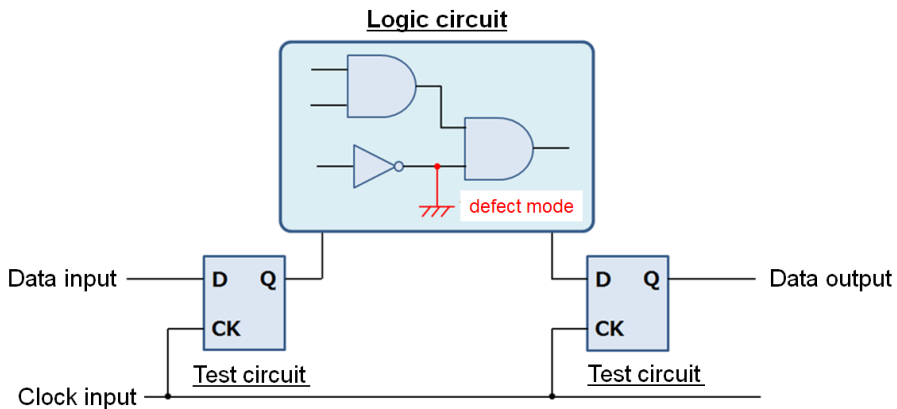 Logic circuit
defect mode
Data input
D Q
CK
Test circuit
D Q
CK
Test circuit
Data output
Clock input